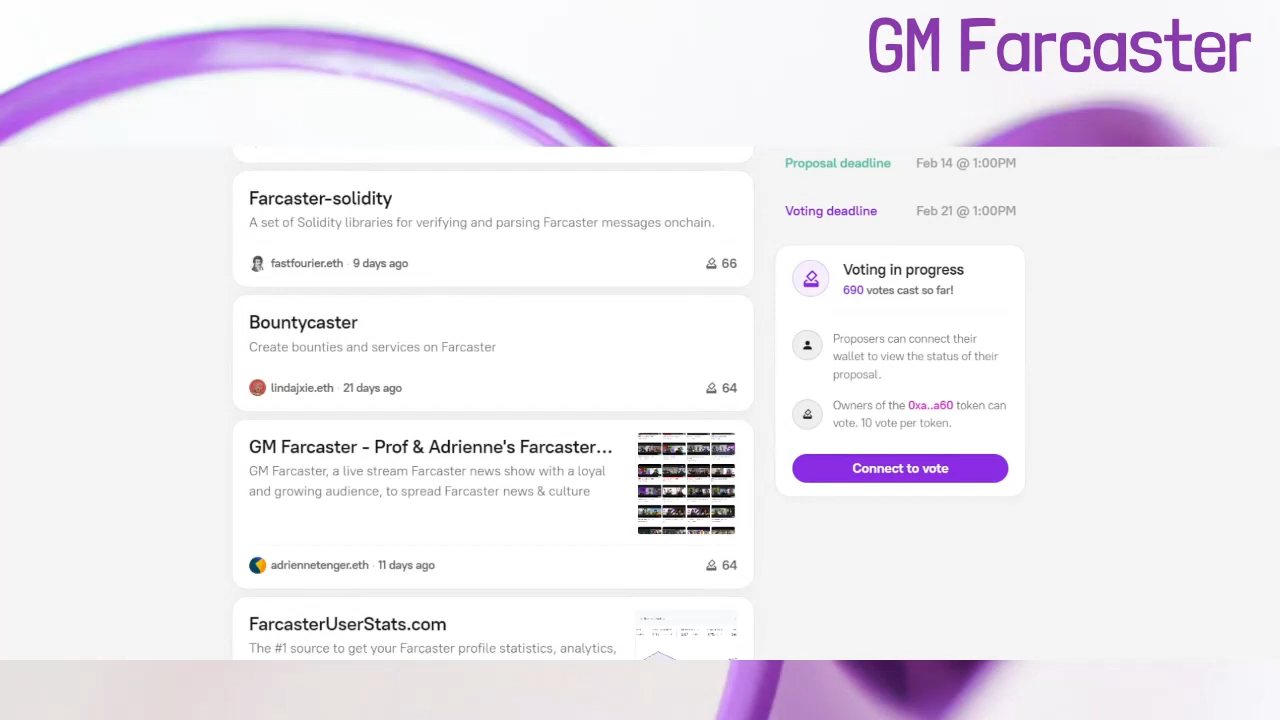 GM Farcaster
Farcaster-solidity
A set of Solidity libraries for verifying and parsing Farcaster messages onchain.
fastfourier.eth · 9 days ago
66
Bountycaster
Create bounties and services on Farcaster
lindajxie.eth · 21 days ago
64
GM Farcaster - Prof & Adrienne's Farcaster...
GM Farcaster, a live stream Farcaster news show with a loyal
and growing audience, to spread Farcaster news & culture
adriennetenger.eth · 11 days ago
64
FarcasterUserStats.com
The #1 source to get your Farcaster profile statistics, analytics,
Proposal deadline
Feb 14 @ 1:00PM
Voting deadline
Feb 21 @ 1:00PM
Voting in progress
690 votes cast so far!
Proposers can connect their
wallet to view the status of their
proposal.
Owners of the 0xa..a60 token can
vote. 10 vote per token.
Connect to vote